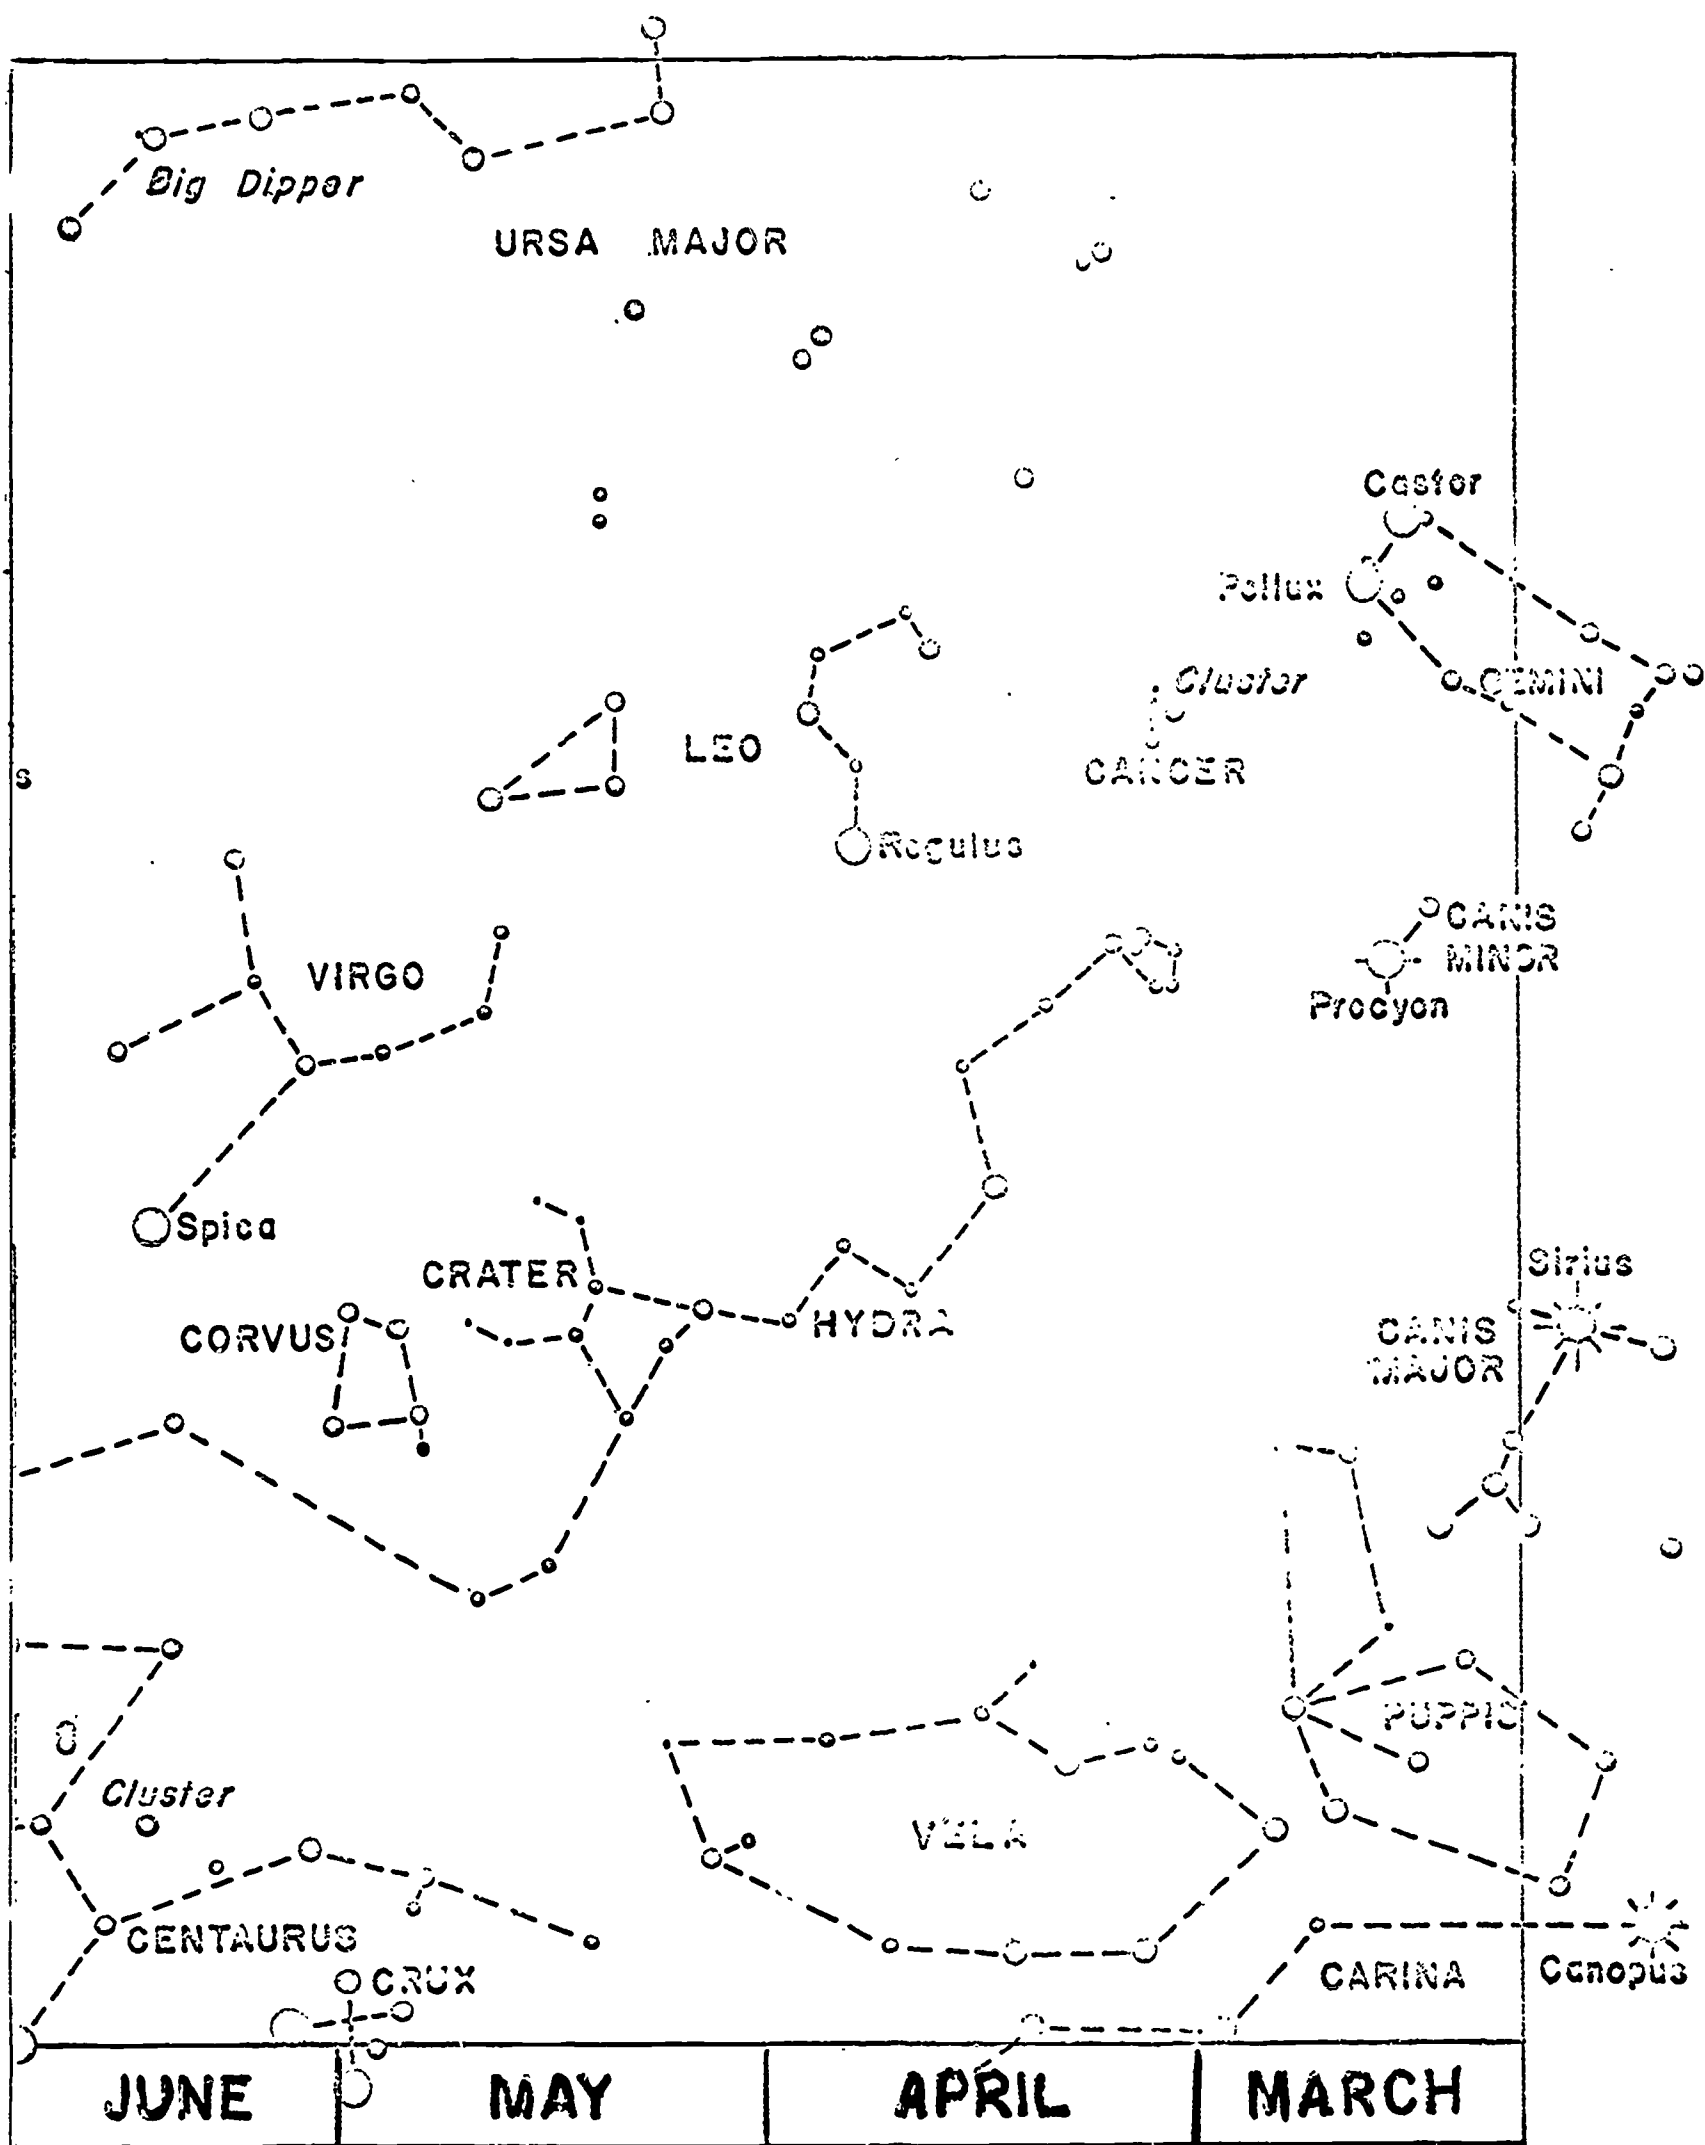 Big Dipper
URSA MAJOR
Castor
Pollux
Cluster
GEMINI
LEO
CANCER
s
Regulus
CANIS
MINOR
VIRGO
Procyon
Spica
Sirius
CRATER
CORVUS
HYDRA
CANIS
MAJOR
PUPPIS
Cluster
VELA
CENTAURUS
CRUX
CARINA
Canopus
JUNE
MAY
APRIL
MARCH